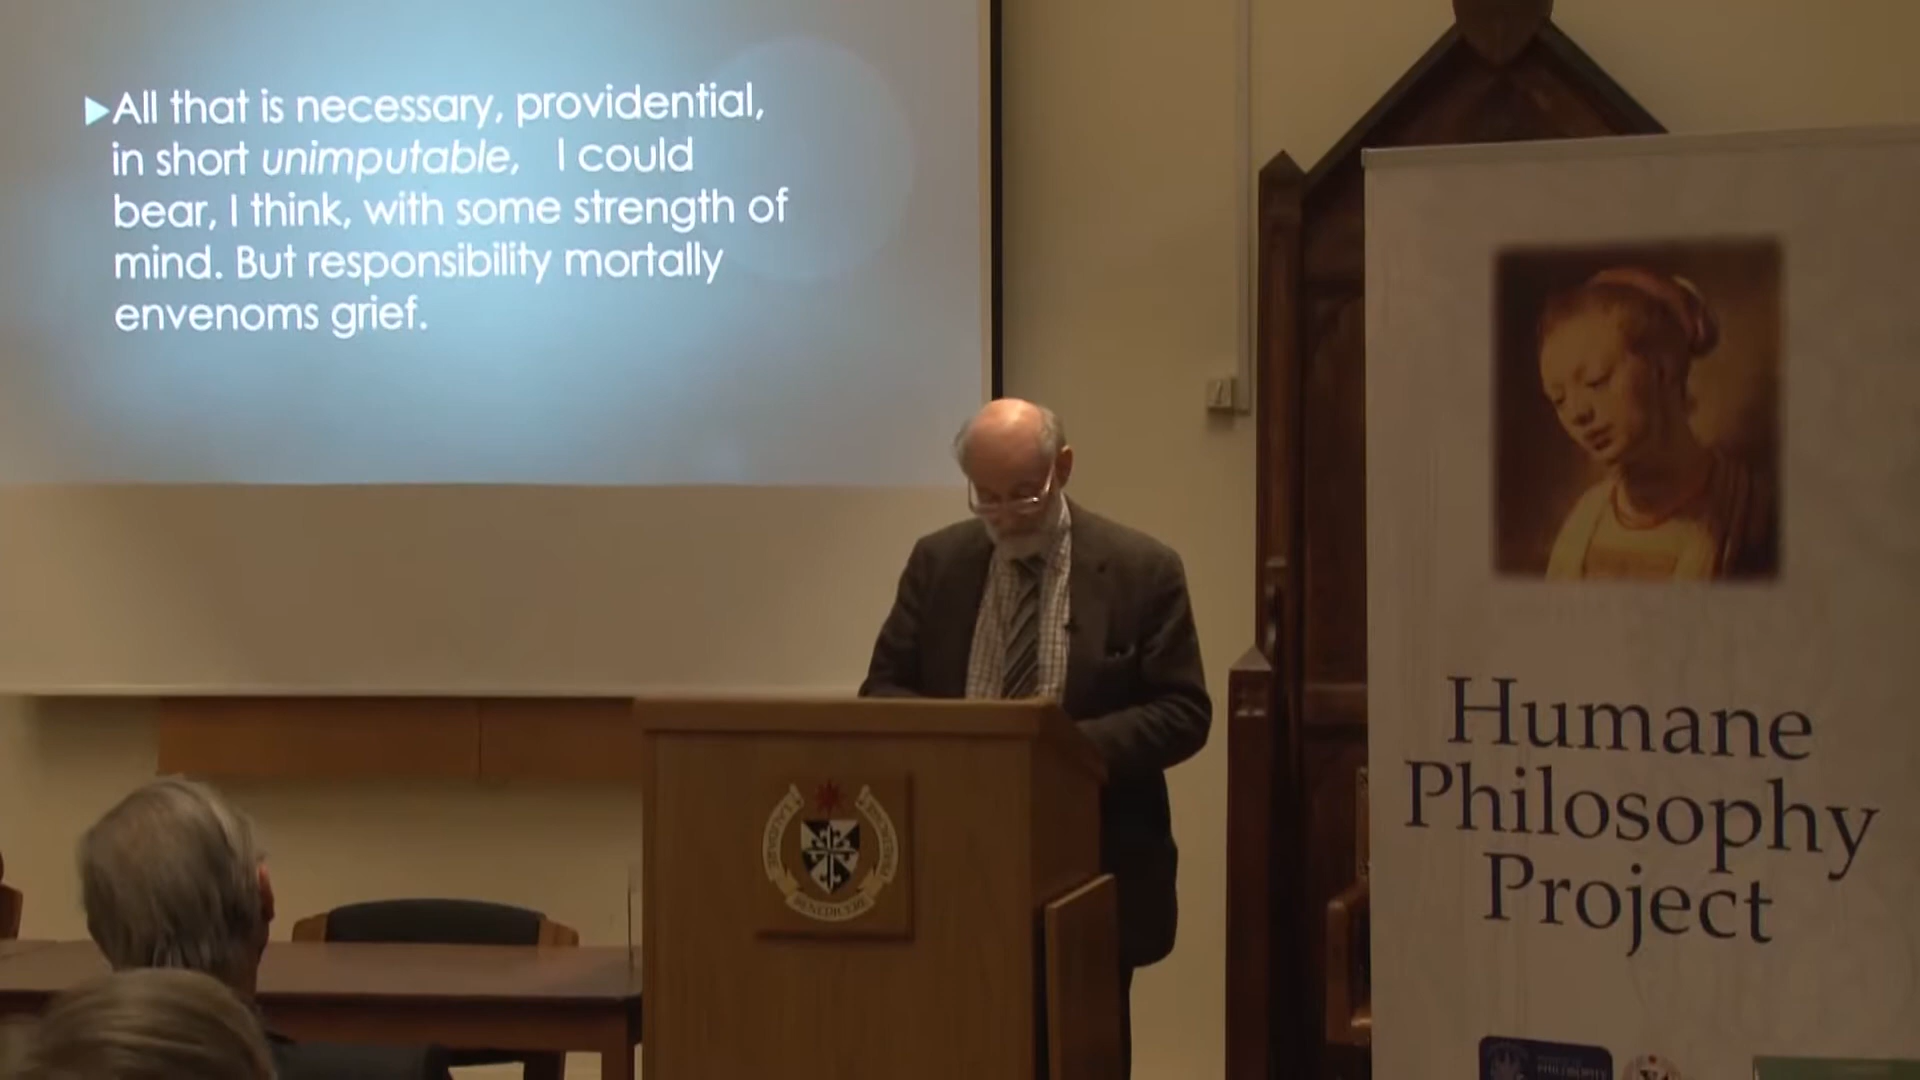 All that is necessary, providential,
in short unimputable, I could
bear, I think, with some strength of
mind. But responsibility mortally
envenoms grief.
BENEDICERE
Humane
Philosophy
Project